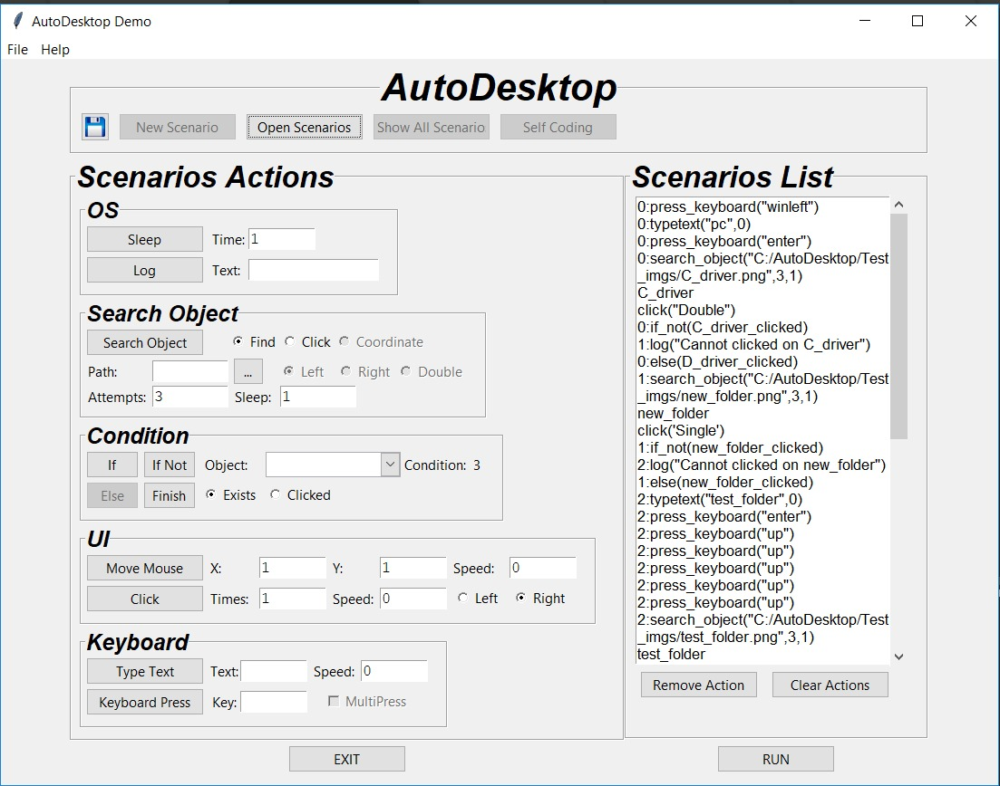 AutoDesktop Demo
File Help
AutoDesktop
New Scenario Open Scenarios Show All Scenario Self Coding
Scenarios Actions
OS
Sleep Time: 1
Log Text:
Search Object
Search Object Find Click Coordinate
Path: ... Left Right Double
Attempts: 3 Sleep: 1
Condition
If If Not Object: Condition: 3
Else Finish Exists Clicked
UI
Move Mouse X: 1 Y: 1 Speed: 0
Click Times: 1 Speed: 0 Left Right
Keyboard
Type Text Text: Speed: 0
Keyboard Press Key: MultiPress
EXIT
Scenarios List
0:press_keyboard("winleft")
0:typetext("pc",0)
0:press_keyboard("enter")
0:search_object("C:/AutoDesktop/Test
_imgs/C_driver.png",3,1)
C_driver
click("Double")
0:if_not(C_driver_clicked)
1:log("Cannot clicked on C_driver")
0:else(D_driver_clicked)
1:search_object("C:/AutoDesktop/Test
_imgs/new_folder.png",3,1)
new_folder
click('Single')
1:if_not(new_folder_clicked)
2:log("Cannot clicked on new_folder")
1:else(new_folder_clicked)
2:typetext("test_folder",0)
2:press_keyboard("enter")
2:press_keyboard("up")
2:press_keyboard("up")
2:press_keyboard("up")
2:press_keyboard("up")
2:press_keyboard("up")
2:search_object("C:/AutoDesktop/Test
_imgs/test_folder.png",3,1)
test_folder
Remove Action Clear Actions
RUN